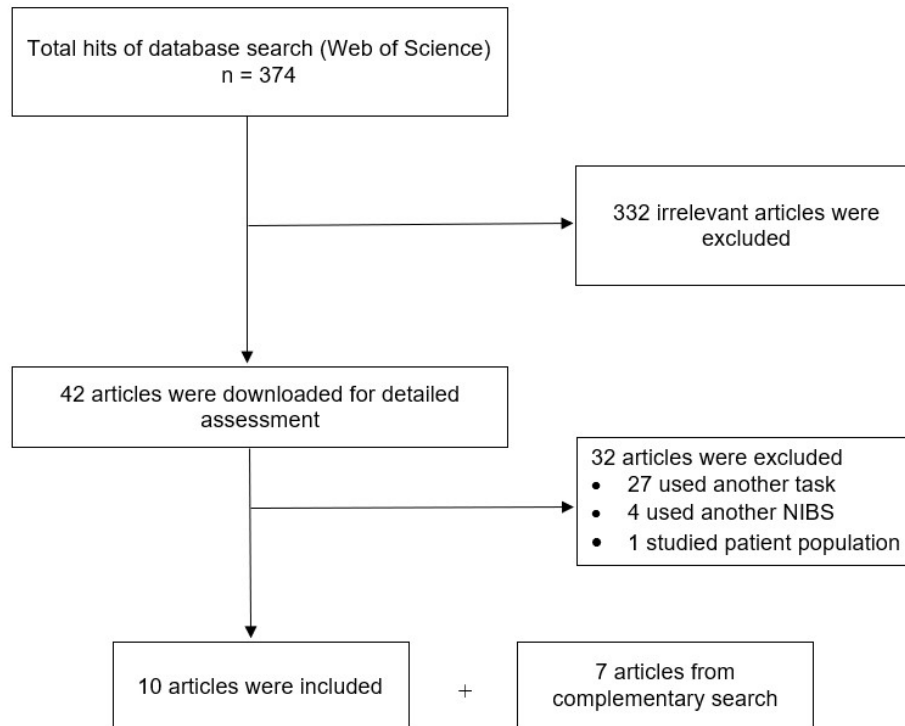 Total hits of database search (Web of Science)
n = 374
332 irrelevant articles were
excluded
42 articles were downloaded for detailed
assessment
32 articles were excluded
• 27 used another task
• 4 used another NIBS
• 1 studied patient population
10 articles were included
+
7 articles from
complementary search